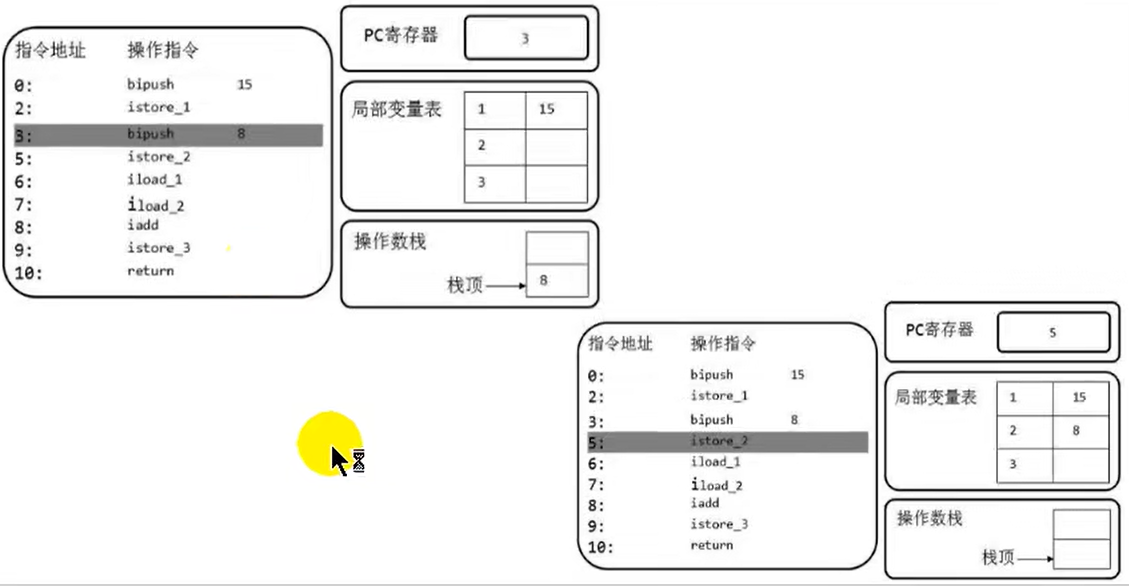 指令地址 操作指令
0: bipush 15
2: istore_1
3: bipush 8
5: istore_2
6: iload_1
7: iload_2
8: iadd
9: istore_3
10: return
PC寄存器 3
局部变量表 1 15
2
3
操作数栈
栈顶 8
指令地址 操作指令
0: bipush 15
2: istore_1
3: bipush 8
5: istore_2
6: iload_1
7: iload_2
8: iadd
9: istore_3
10: return
PC寄存器 5
局部变量表 1 15
2 8
3
操作数栈
栈顶